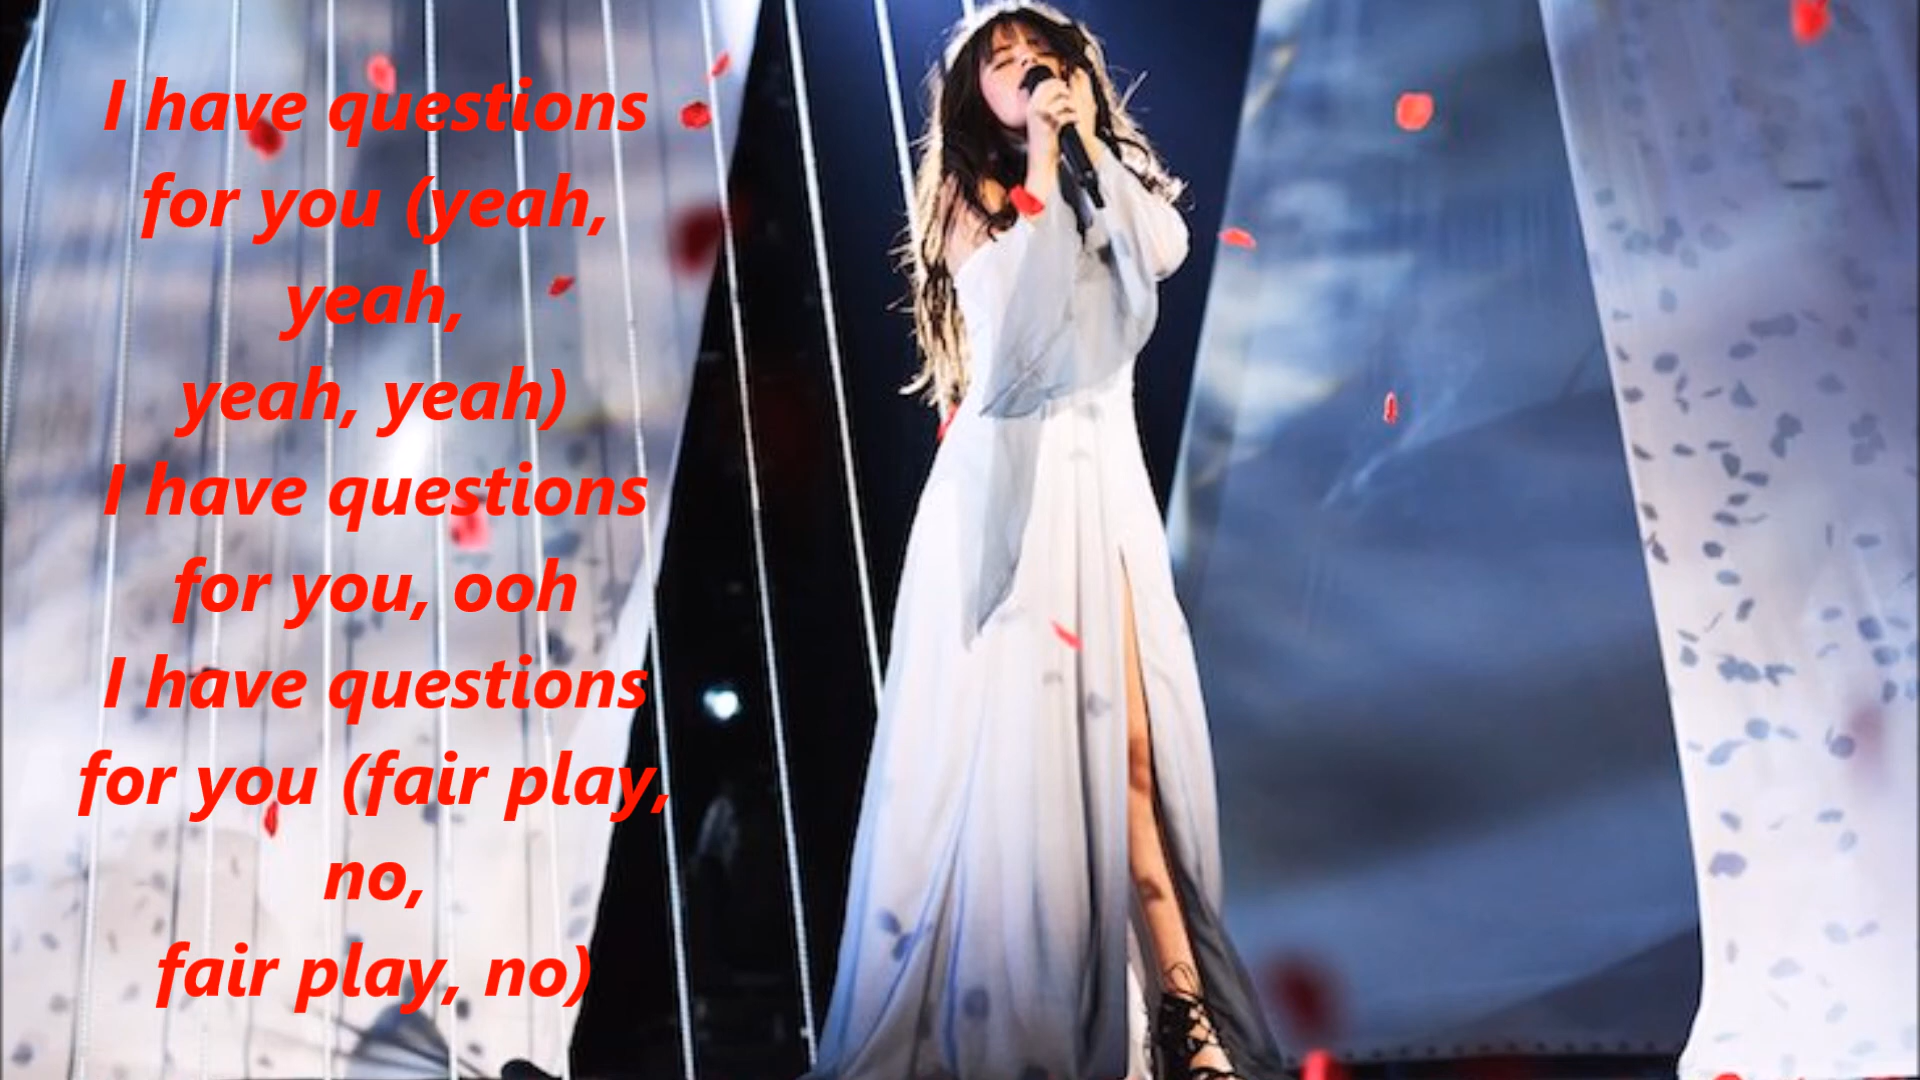 I have questions
for you (yeah,
yeah,
yeah, yeah)
I have questions
for you, ooh
I have questions
for you (fair play,
no,
fair play, no)